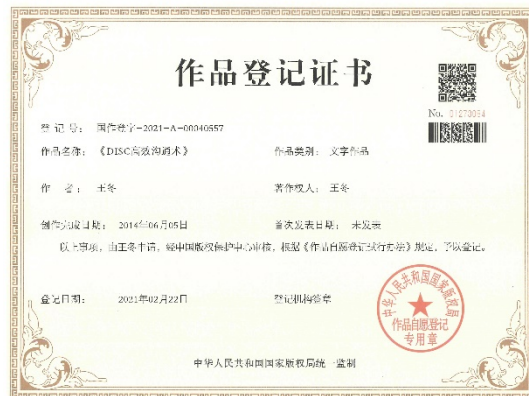 作品登记证书
No. 01273034
登 记 号： 国作登字-2021-A-00040557
作品名称： 《DISC高效沟通术》 作品类别： 文字作品
作 者： 王冬 著作权人： 王冬
创作完成日期： 2014年06月05日 首次发表日期： 未发表
以上事项，由王冬申请，经中国版权保护中心审核，根据《作品自愿登记试行办法》规定，予以登记。
登记日期： 2021年02月22日 登记机构签章
中华人民共和国国家版权局
作品自愿登记
专用章
中华人民共和国国家版权局统一监制